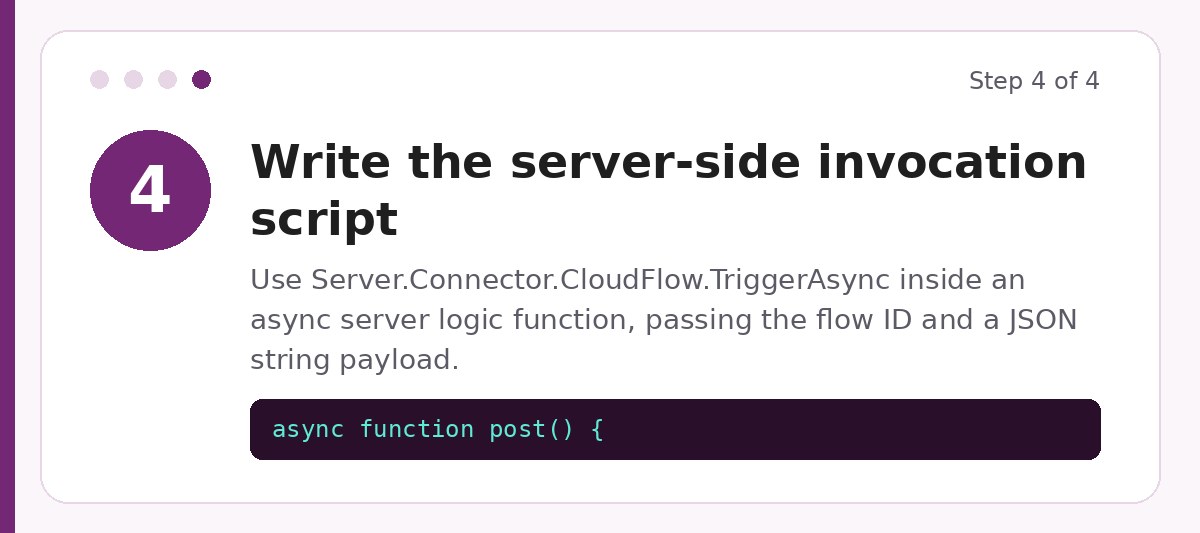 Step 4 of 4
4
Write the server-side invocation
script
Use Server.Connector.CloudFlow.TriggerAsync inside an
async server logic function, passing the flow ID and a JSON
string payload.
async function post() {